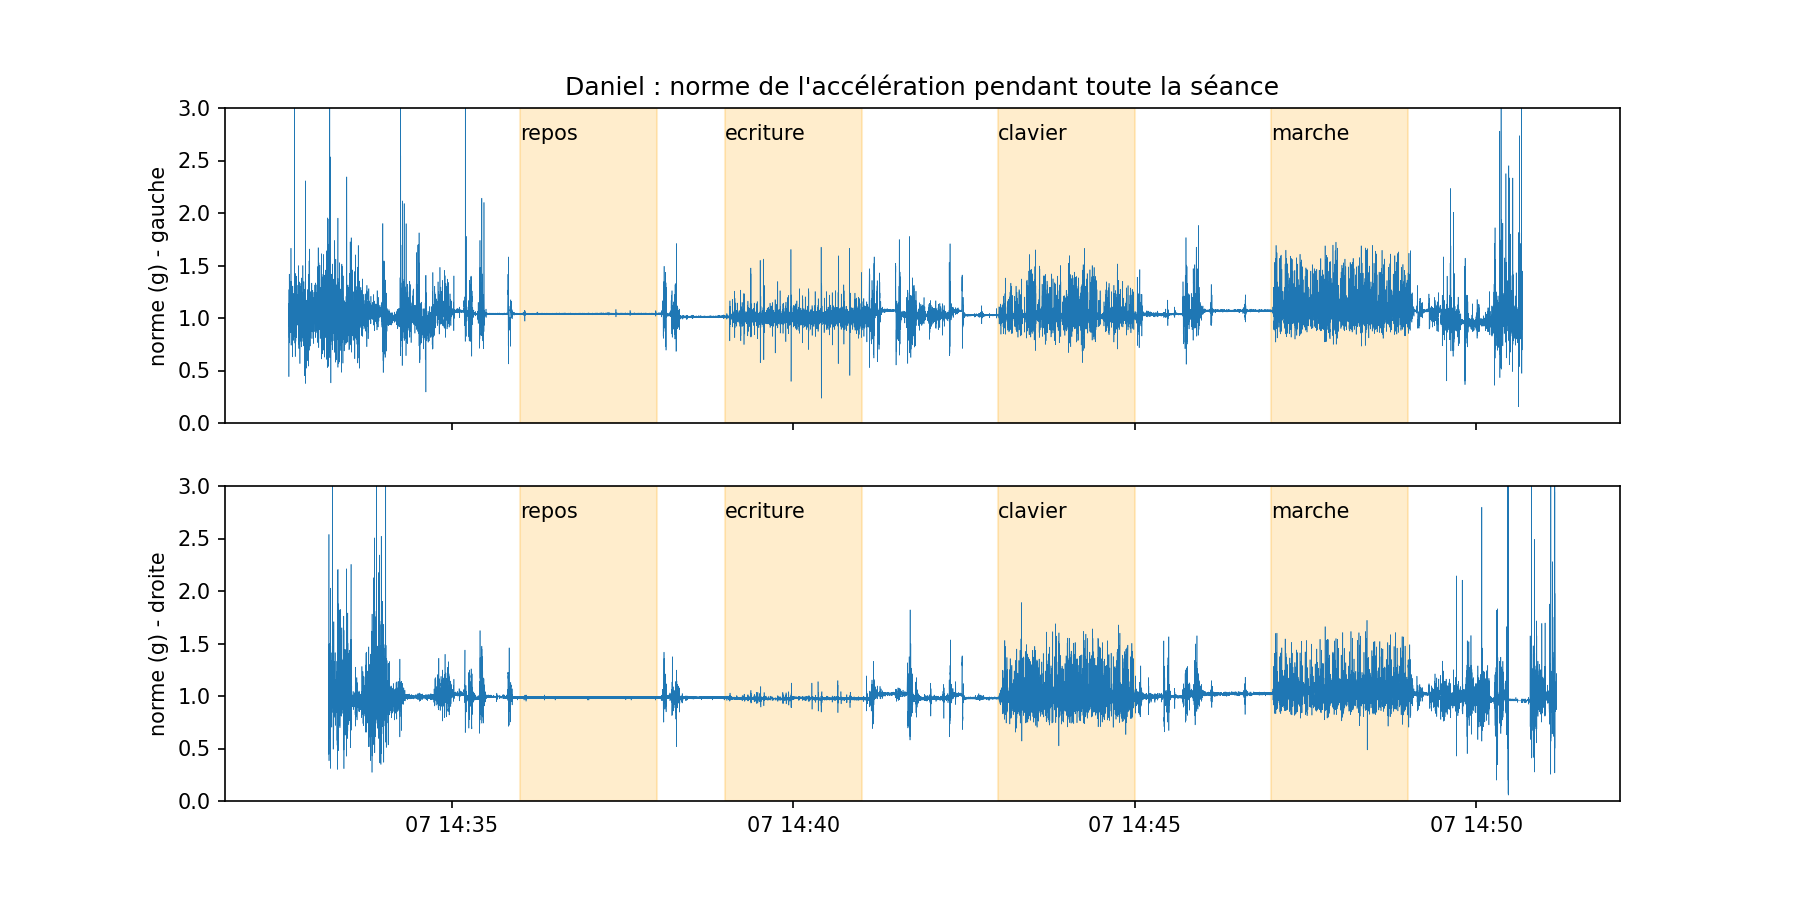 Daniel : norme de l'accélération pendant toute la séance
norme (g) - gauche
3.0
2.5
2.0
1.5
1.0
0.5
0.0
repos
ecriture
clavier
marche
norme (g) - droite
3.0
2.5
2.0
1.5
1.0
0.5
0.0
repos
ecriture
clavier
marche
07 14:35
07 14:40
07 14:45
07 14:50